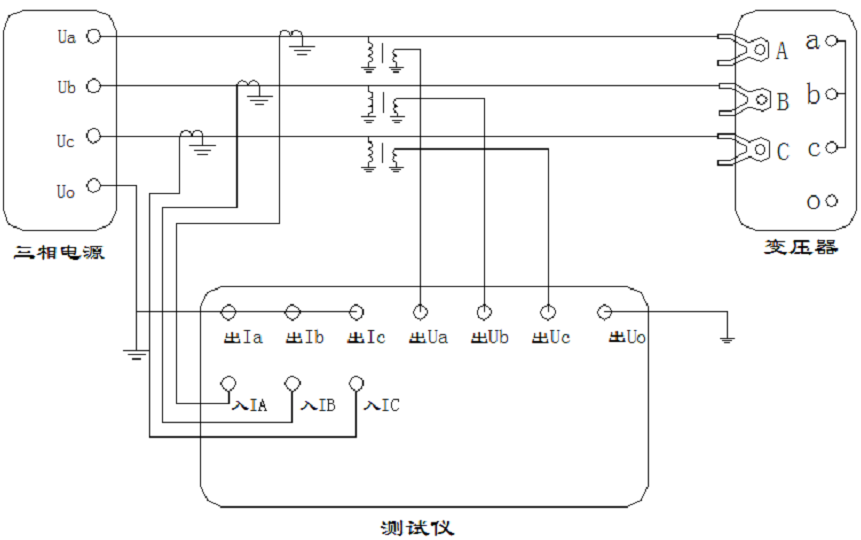 Ua
Ub
Uc
Uo
三相电源
A a
B b
C c
o
变压器
出Ia 出Ib 出Ic 出Ua 出Ub 出Uc 出Uo
入IA 入IB 入IC
测试仪